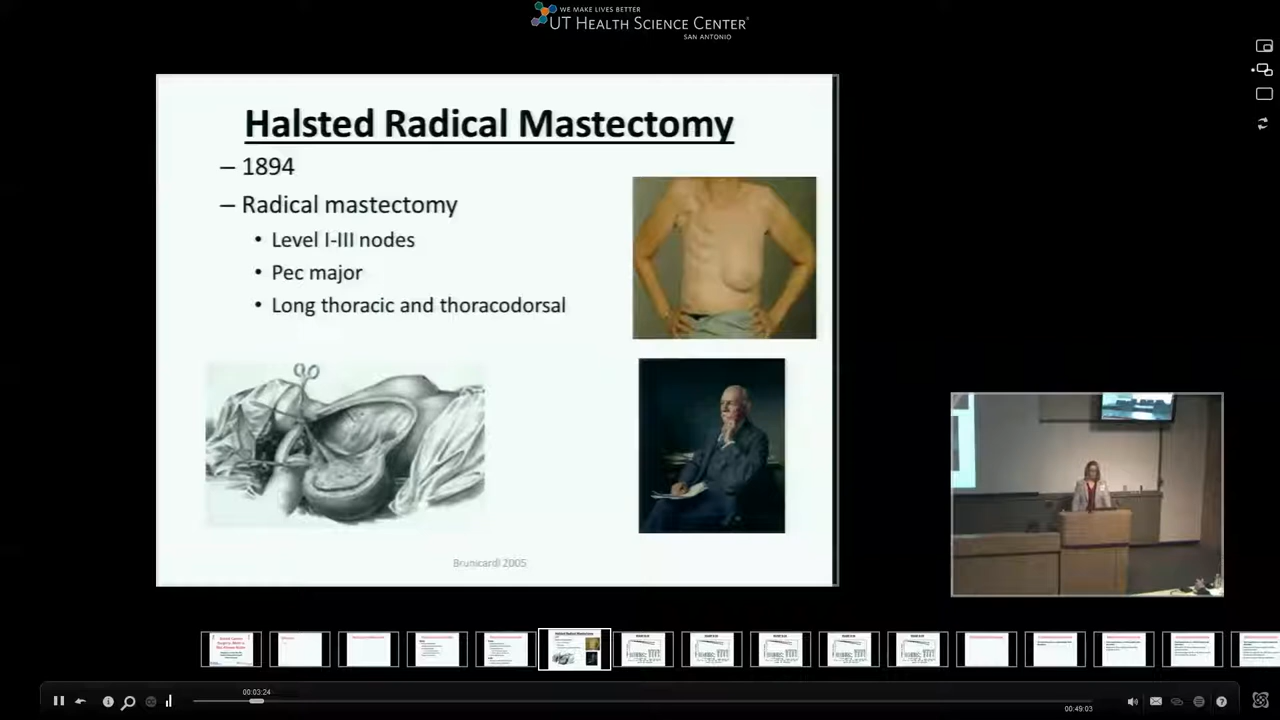 WE MAKE LIVES BETTER
UT HEALTH SCIENCE CENTER®
SAN ANTONIO
Halsted Radical Mastectomy
– 1894
– Radical mastectomy
• Level I-III nodes
• Pec major
• Long thoracic and thoracodorsal
Brunicardi 2005
00:03:24
00:49:03